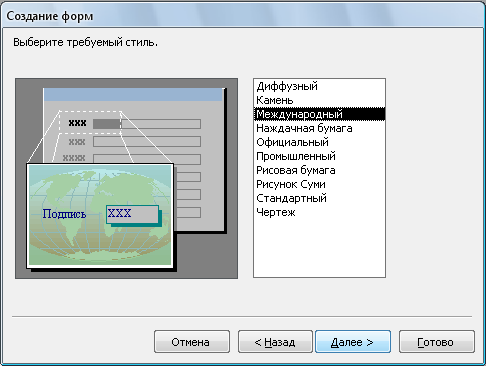 Создание форм
Выберите требуемый стиль.
xxx
xxx
xxxx
Подпись XXX
Диффузный
Камень
Международный
Наждачная бумага
Официальный
Промышленный
Рисовая бумага
Рисунок Суми
Стандартный
Чертеж
Отмена
< Назад
Далее >
Готово